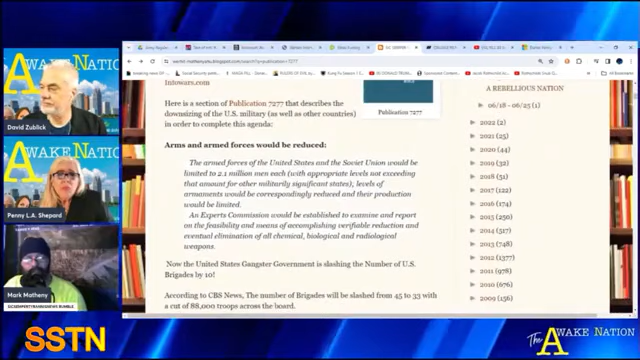 AWAKE NATION
David Zublick
Penny L.A. Shepard
Mark Matheny
SSTN
Infowars.com
Here is a section of Publication 7277 that describes the
downsizing of the U.S. military (as well as other countries)
in order to complete this agenda:
Publication 7277
Arms and armed forces would be reduced:
The armed forces of the United States and the Soviet Union would be
limited to 2.1 million men each (with appropriate levels not exceeding
that amount for other militarily significant states); levels of
armaments would be correspondingly reduced and their production
would be limited.
An Experts Commission would be established to examine and report
on the feasibility and means of accomplishing verifiable reduction and
eventual elimination of all chemical, biological and radiological
weapons.
Now the United States Gangster Government is slashing the Number of U.S.
Brigades by 10!
According to CBS News, The number of Brigades will be slashed from 45 to 33 with
a cut of 88,000 troops across the board.
A REBELLIOUS NATION
► 06/18 - 06/25 (1)
► 2022 (2)
► 2021 (25)
► 2020 (44)
► 2019 (32)
► 2018 (51)
► 2017 (122)
► 2016 (174)
► 2015 (250)
► 2014 (517)
► 2013 (748)
► 2012 (1377)
► 2011 (978)
► 2010 (676)
► 2009 (156)
The AWAKE NATION